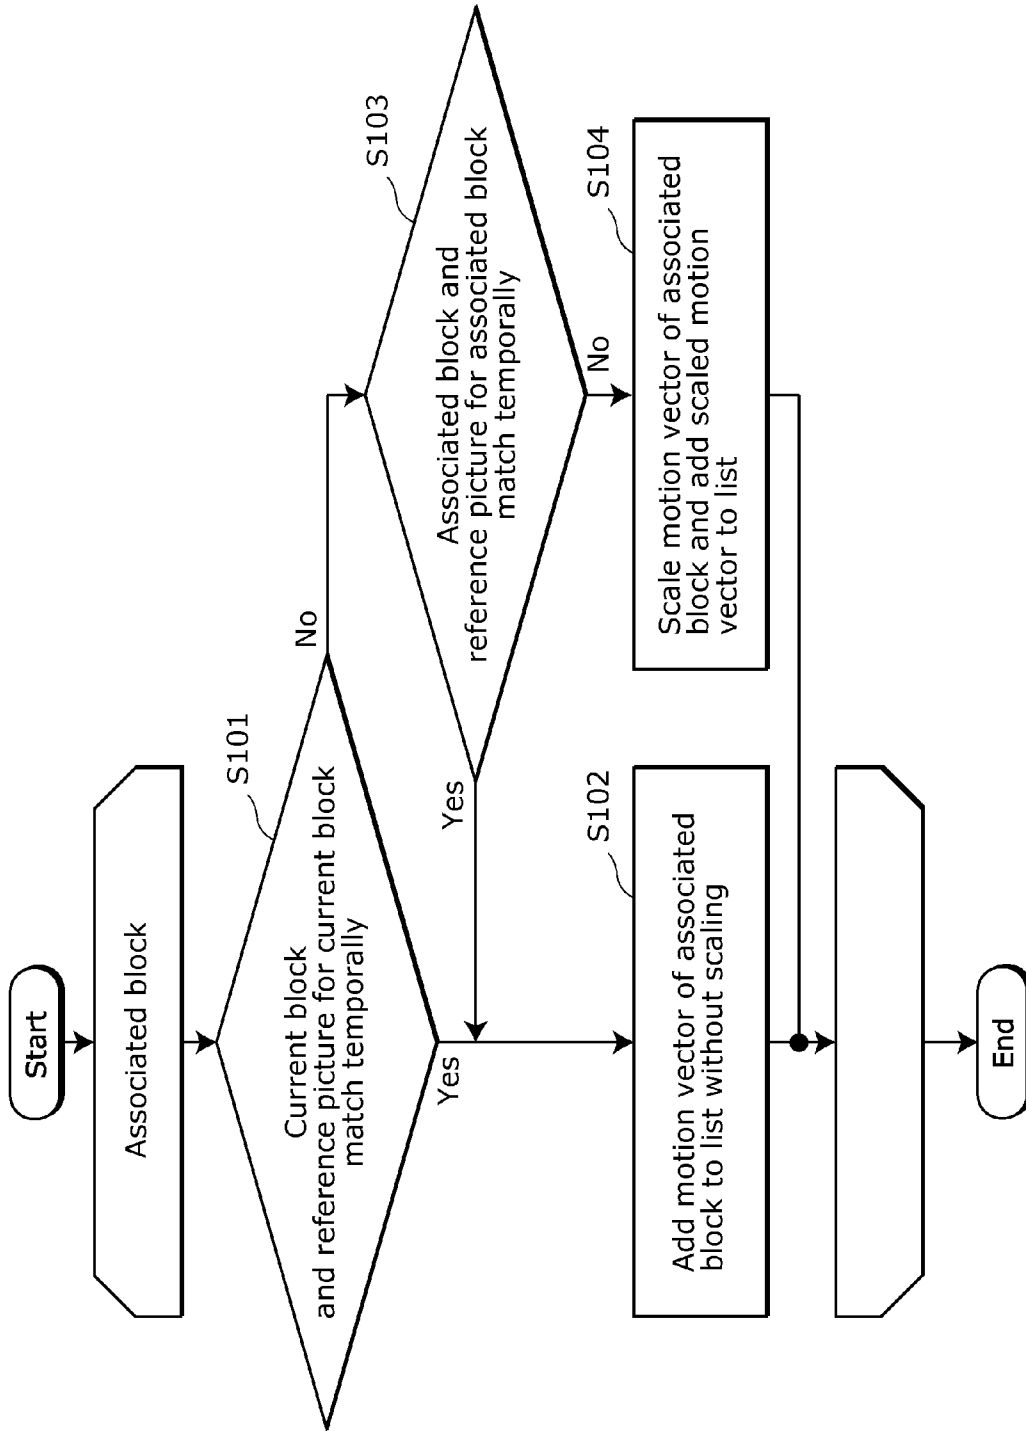 Start
Associated block
S101
Current block
and reference picture for current block
match temporally
No
Yes
S103
Associated block and
reference picture for associated block
match temporally
Yes
No
S102
Add motion vector of associated
block to list without scaling
S104
Scale motion vector of associated
block and add scaled motion
vector to list
End